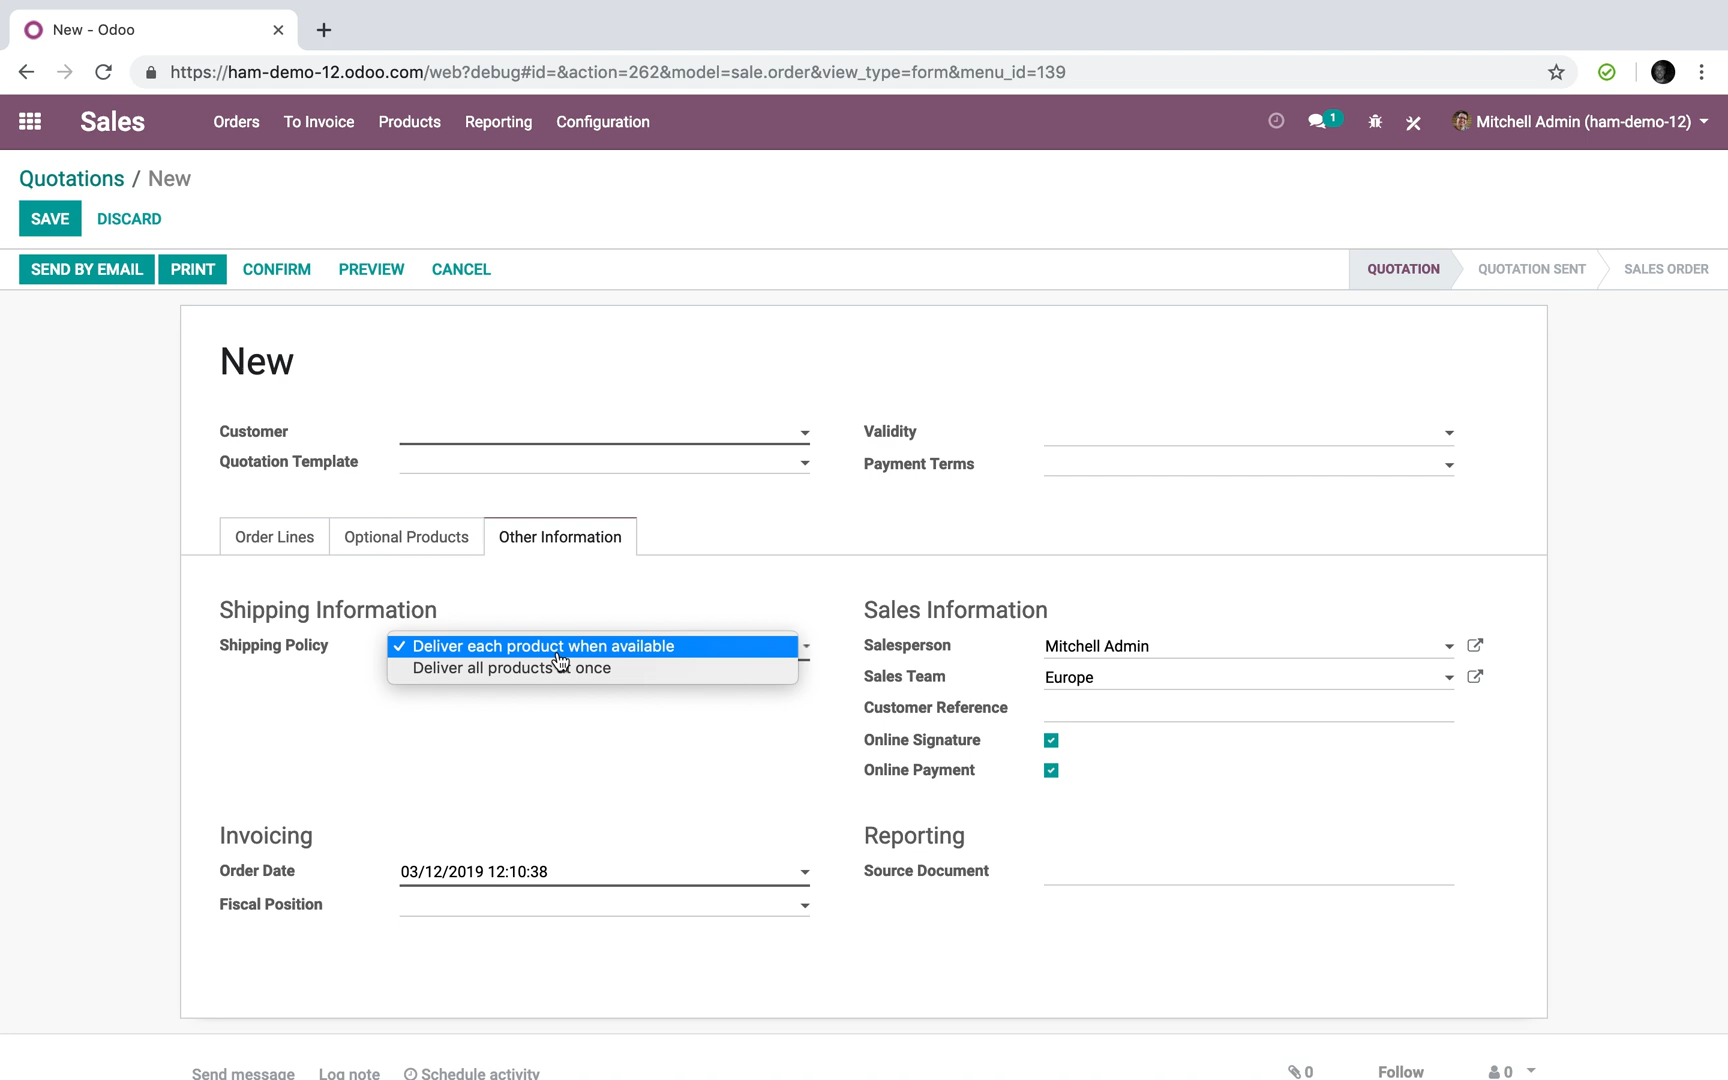 New - Odoo
https://ham-demo-12.odoo.com/web?debug#id=&action=262&model=sale.order&view_type=form&menu_id=139
Sales Orders To Invoice Products Reporting Configuration 1 Mitchell Admin (ham-demo-12)
Quotations / New
SAVE DISCARD
SEND BY EMAIL PRINT CONFIRM PREVIEW CANCEL QUOTATION QUOTATION SENT SALES ORDER
New
Customer Validity
Quotation Template Payment Terms
Order Lines Optional Products Other Information
Shipping Information Sales Information
Shipping Policy Deliver each product when available Salesperson Mitchell Admin
Deliver all products at once Sales Team Europe
Customer Reference
Online Signature
Online Payment
Invoicing Reporting
Order Date 03/12/2019 12:10:38 Source Document
Fiscal Position
Send message Log note Schedule activity 0 Follow 0